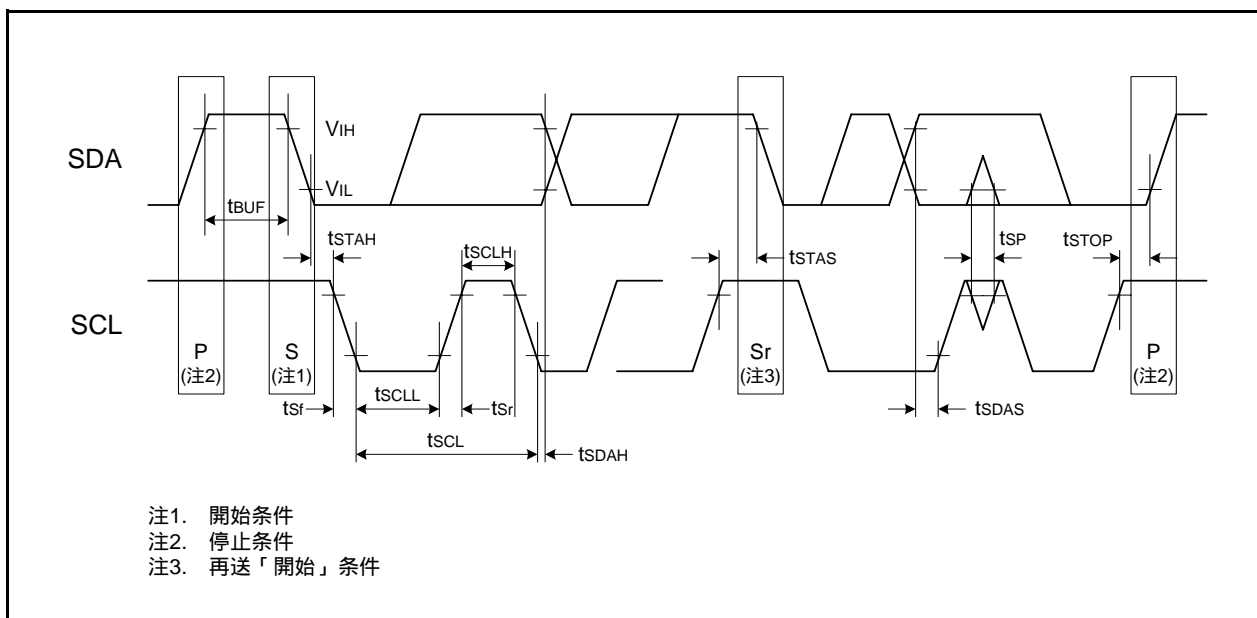 VIH
SDA
VIL
tBUF
tSTAH
tSCLH
tSTAS
tSP
tSTOP
SCL
P
(注2)
S
(注1)
Sr
(注3)
P
(注2)
tSf
tSCLL
tSr
tSDAS
tSCL
tSDAH
注1. 開始条件
注2. 停止条件
注3. 再送「開始」条件